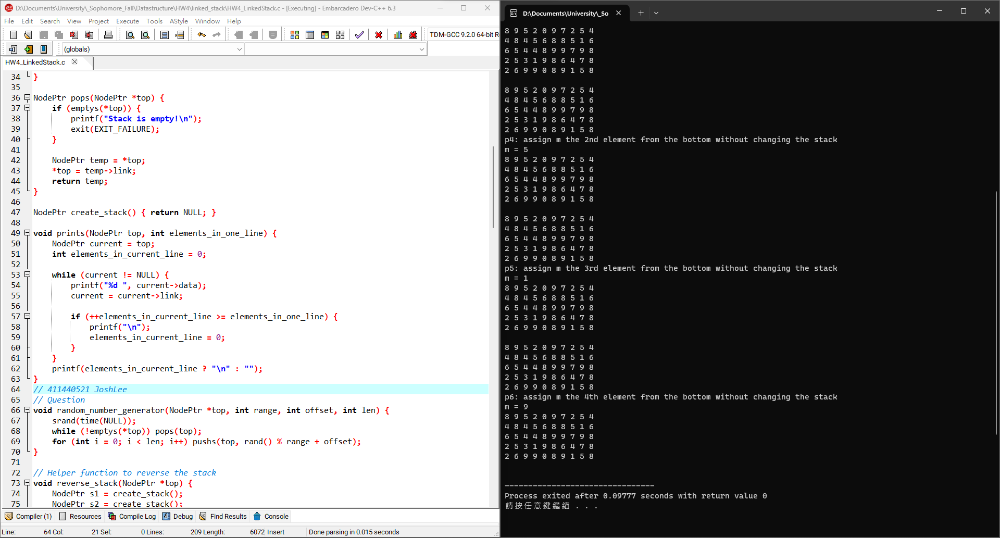 D:\Documents\University\_Sophomore_Fall\Datastructure\HW4\linked_stack\HW4_LinkedStack.c - [Executing] - Embarcadero Dev-C++ 6.3
File Edit Search View Project Execute Tools AStyle Window Help
TDM-GCC 9.2.0 64-bit R
(globals)
HW4_LinkedStack.c
34 }
35
36 NodePtr pops(NodePtr *top) {
37     if (emptys(*top)) {
38         printf("Stack is empty!\n");
39         exit(EXIT_FAILURE);
40     }
41
42     NodePtr temp = *top;
43     *top = temp->link;
44     return temp;
45 }
46
47 NodePtr create_stack() { return NULL; }
48
49 void prints(NodePtr top, int elements_in_one_line) {
50     NodePtr current = top;
51     int elements_in_current_line = 0;
52
53     while (current != NULL) {
54         printf("%d ", current->data);
55         current = current->link;
56
57         if (++elements_in_current_line >= elements_in_one_line) {
58             printf("\n");
59             elements_in_current_line = 0;
60         }
61     }
62     printf(elements_in_current_line ? "\n" : "");
63 }
64 // 411440521 JoshLee
65 // Question
66 void random_number_generator(NodePtr *top, int range, int offset, int len) {
67     srand(time(NULL));
68     while (!emptys(*top)) pops(top);
69     for (int i = 0; i < len; i++) pushs(top, rand() % range + offset);
70 }
71
72 // Helper function to reverse the stack
73 void reverse_stack(NodePtr *top) {
74     NodePtr s1 = create_stack();
75     NodePtr s2 = create_stack();
Compiler (1) Resources Compile Log Debug Find Results Console
Line: 64 Col: 21 Sel: 0 Lines: 209 Length: 6072 Insert Done parsing in 0.015 seconds
D:\Documents\University\_So
8 9 5 2 0 9 7 2 5 4
4 8 4 5 6 8 8 5 1 6
6 5 4 4 8 9 9 7 9 8
2 5 3 1 9 8 6 4 7 8
2 6 9 9 0 8 9 1 5 8
8 9 5 2 0 9 7 2 5 4
4 8 4 5 6 8 8 5 1 6
6 5 4 4 8 9 9 7 9 8
2 5 3 1 9 8 6 4 7 8
2 6 9 9 0 8 9 1 5 8
p4: assign m the 2nd element from the bottom without changing the stack
m = 5
8 9 5 2 0 9 7 2 5 4
4 8 4 5 6 8 8 5 1 6
6 5 4 4 8 9 9 7 9 8
2 5 3 1 9 8 6 4 7 8
2 6 9 9 0 8 9 1 5 8
8 9 5 2 0 9 7 2 5 4
4 8 4 5 6 8 8 5 1 6
6 5 4 4 8 9 9 7 9 8
2 5 3 1 9 8 6 4 7 8
2 6 9 9 0 8 9 1 5 8
p5: assign m the 3rd element from the bottom without changing the stack
m = 1
8 9 5 2 0 9 7 2 5 4
4 8 4 5 6 8 8 5 1 6
6 5 4 4 8 9 9 7 9 8
2 5 3 1 9 8 6 4 7 8
2 6 9 9 0 8 9 1 5 8
8 9 5 2 0 9 7 2 5 4
4 8 4 5 6 8 8 5 1 6
6 5 4 4 8 9 9 7 9 8
2 5 3 1 9 8 6 4 7 8
2 6 9 9 0 8 9 1 5 8
p6: assign m the 4th element from the bottom without changing the stack
m = 9
8 9 5 2 0 9 7 2 5 4
4 8 4 5 6 8 8 5 1 6
6 5 4 4 8 9 9 7 9 8
2 5 3 1 9 8 6 4 7 8
2 6 9 9 0 8 9 1 5 8
--------------------------------
Process exited after 0.09777 seconds with return value 0
請按任意鍵繼續 . . .